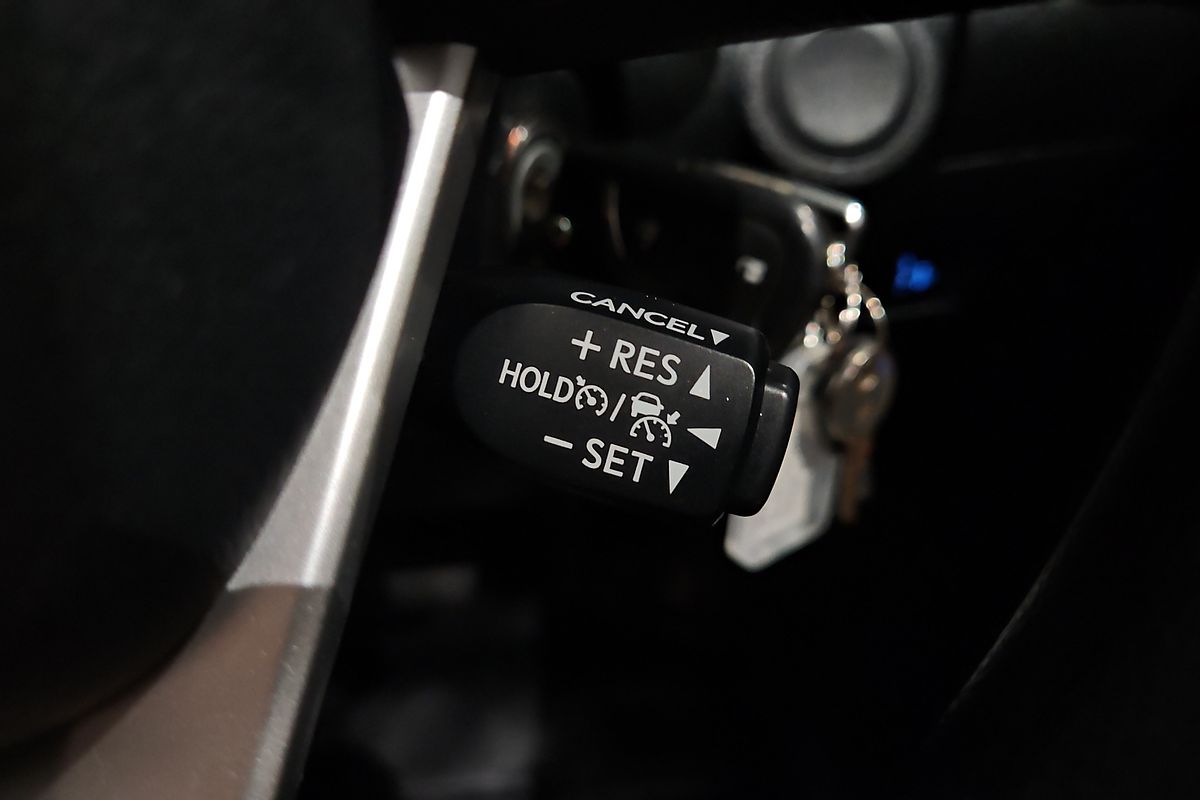 CANCEL
+ RES
HOLD /
− SET